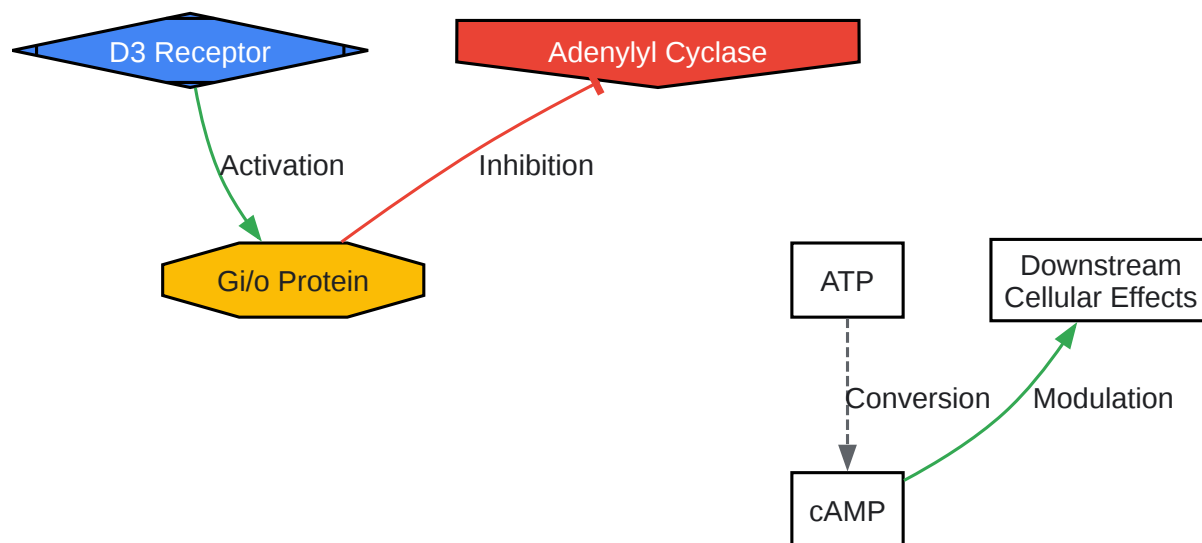 D3 Receptor
Adenylyl Cyclase
Activation
Inhibition
Gi/o Protein
ATP
Downstream
Cellular Effects
Conversion
Modulation
cAMP